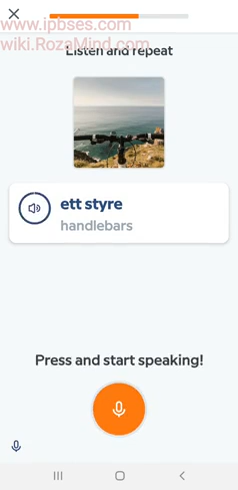 www.ipbses.com
Listen and repeat
wiki.RozaMind.com
ett styre
handlebars
Press and start speaking!